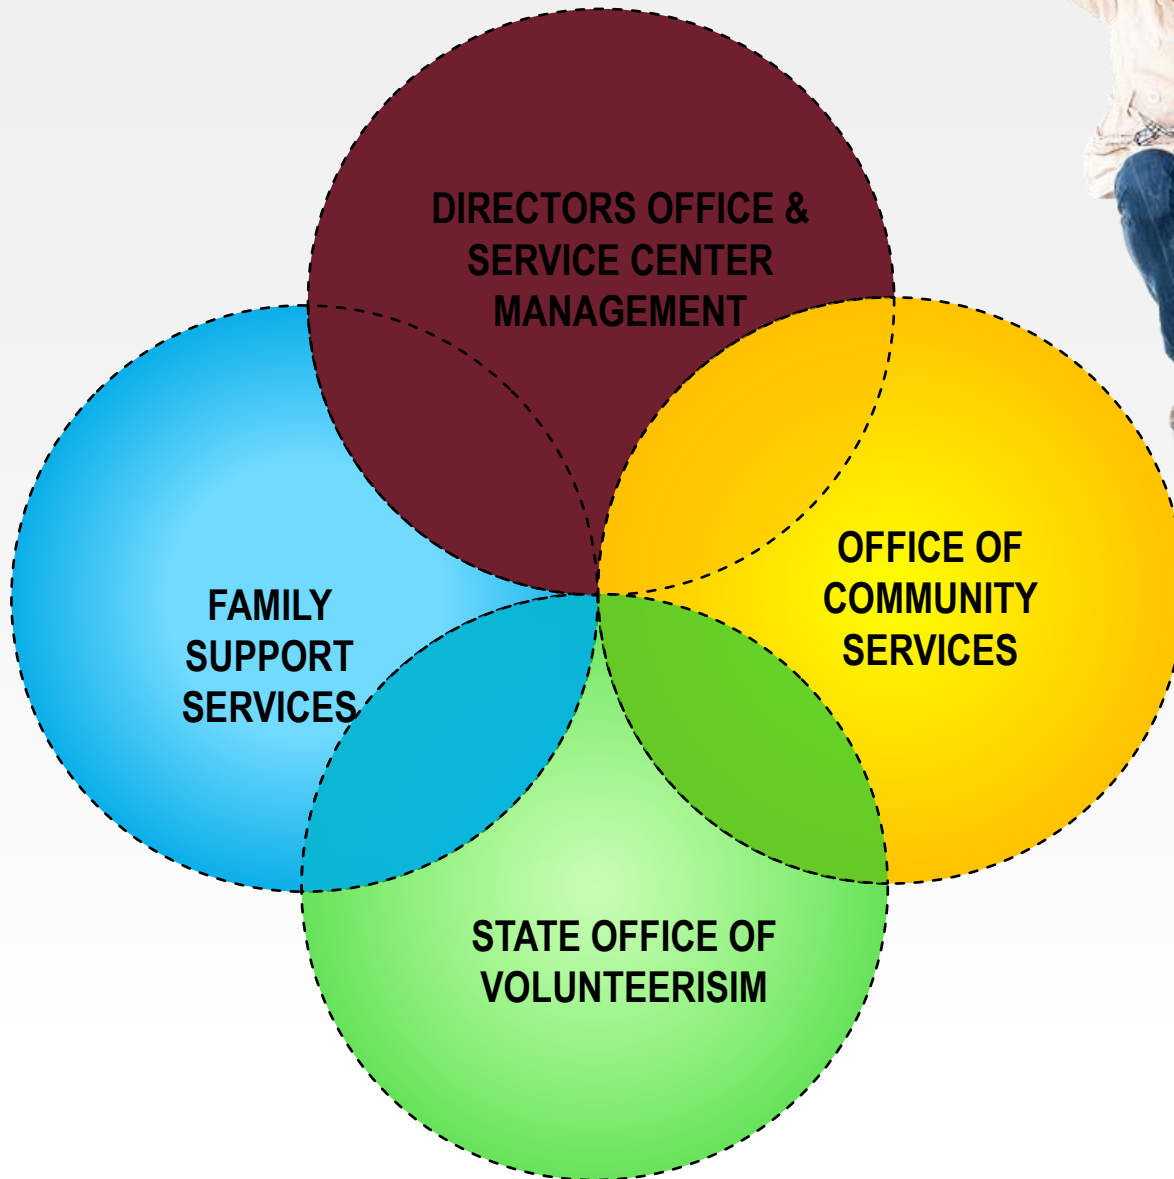 DIRECTORS OFFICE &
SERVICE CENTER
MANAGEMENT
OFFICE OF
COMMUNITY
SERVICES
FAMILY
SUPPORT
SERVICES
STATE OFFICE OF
VOLUNTEERISIM